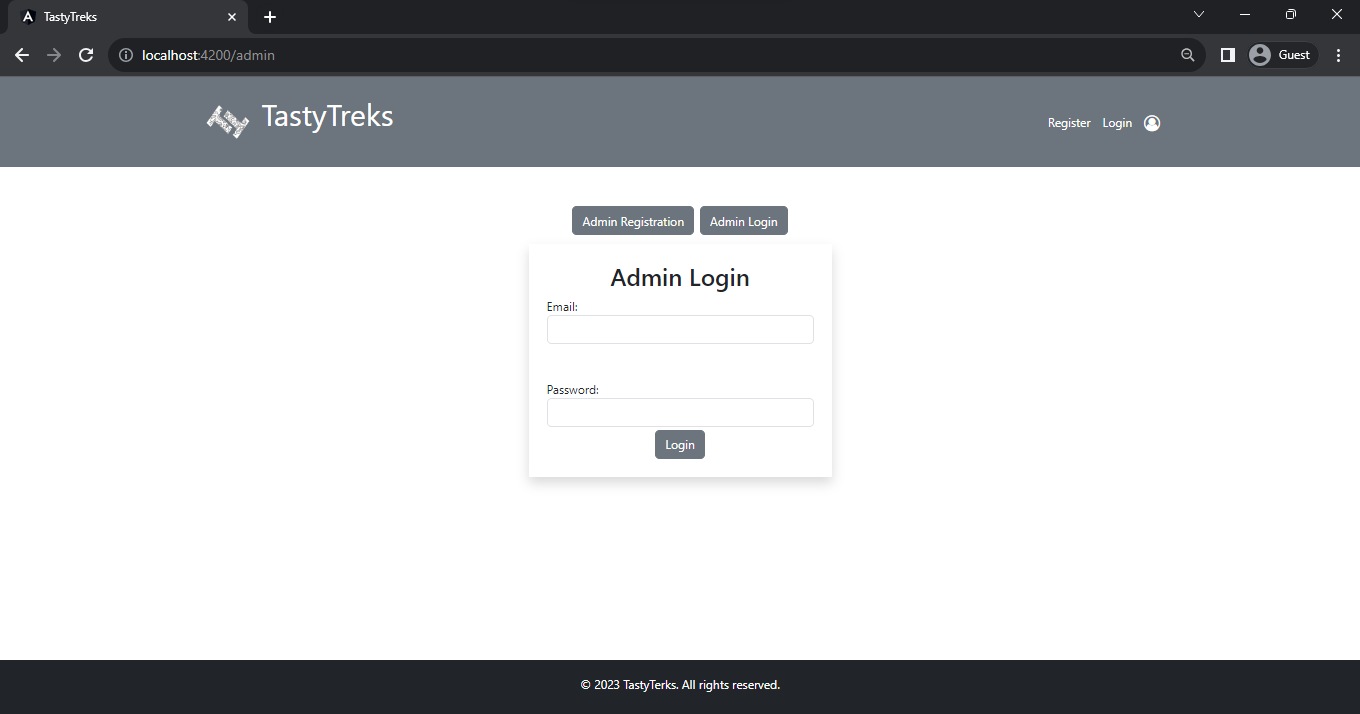 TastyTreks
localhost:4200/admin
Guest
TastyTreks
Register Login
Admin Registration Admin Login
Admin Login
Email:
Password:
Login
© 2023 TastyTerks. All rights reserved.